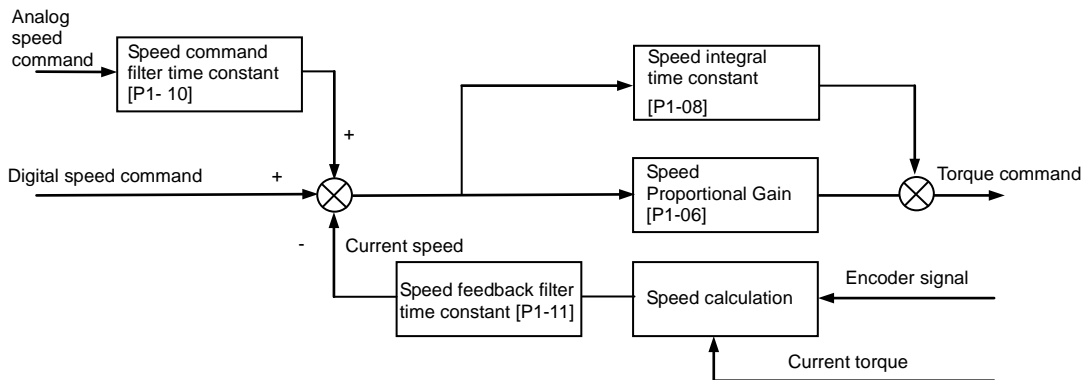 Analog
speed
command
Speed command
filter time constant
[P1- 10]
+
Digital speed command
+
-
Current speed
Speed feedback filter
time constant [P1-11]
Speed integral
time constant
[P1-08]
Speed
Proportional Gain
[P1-06]
Torque command
Speed calculation
Encoder signal
Current torque